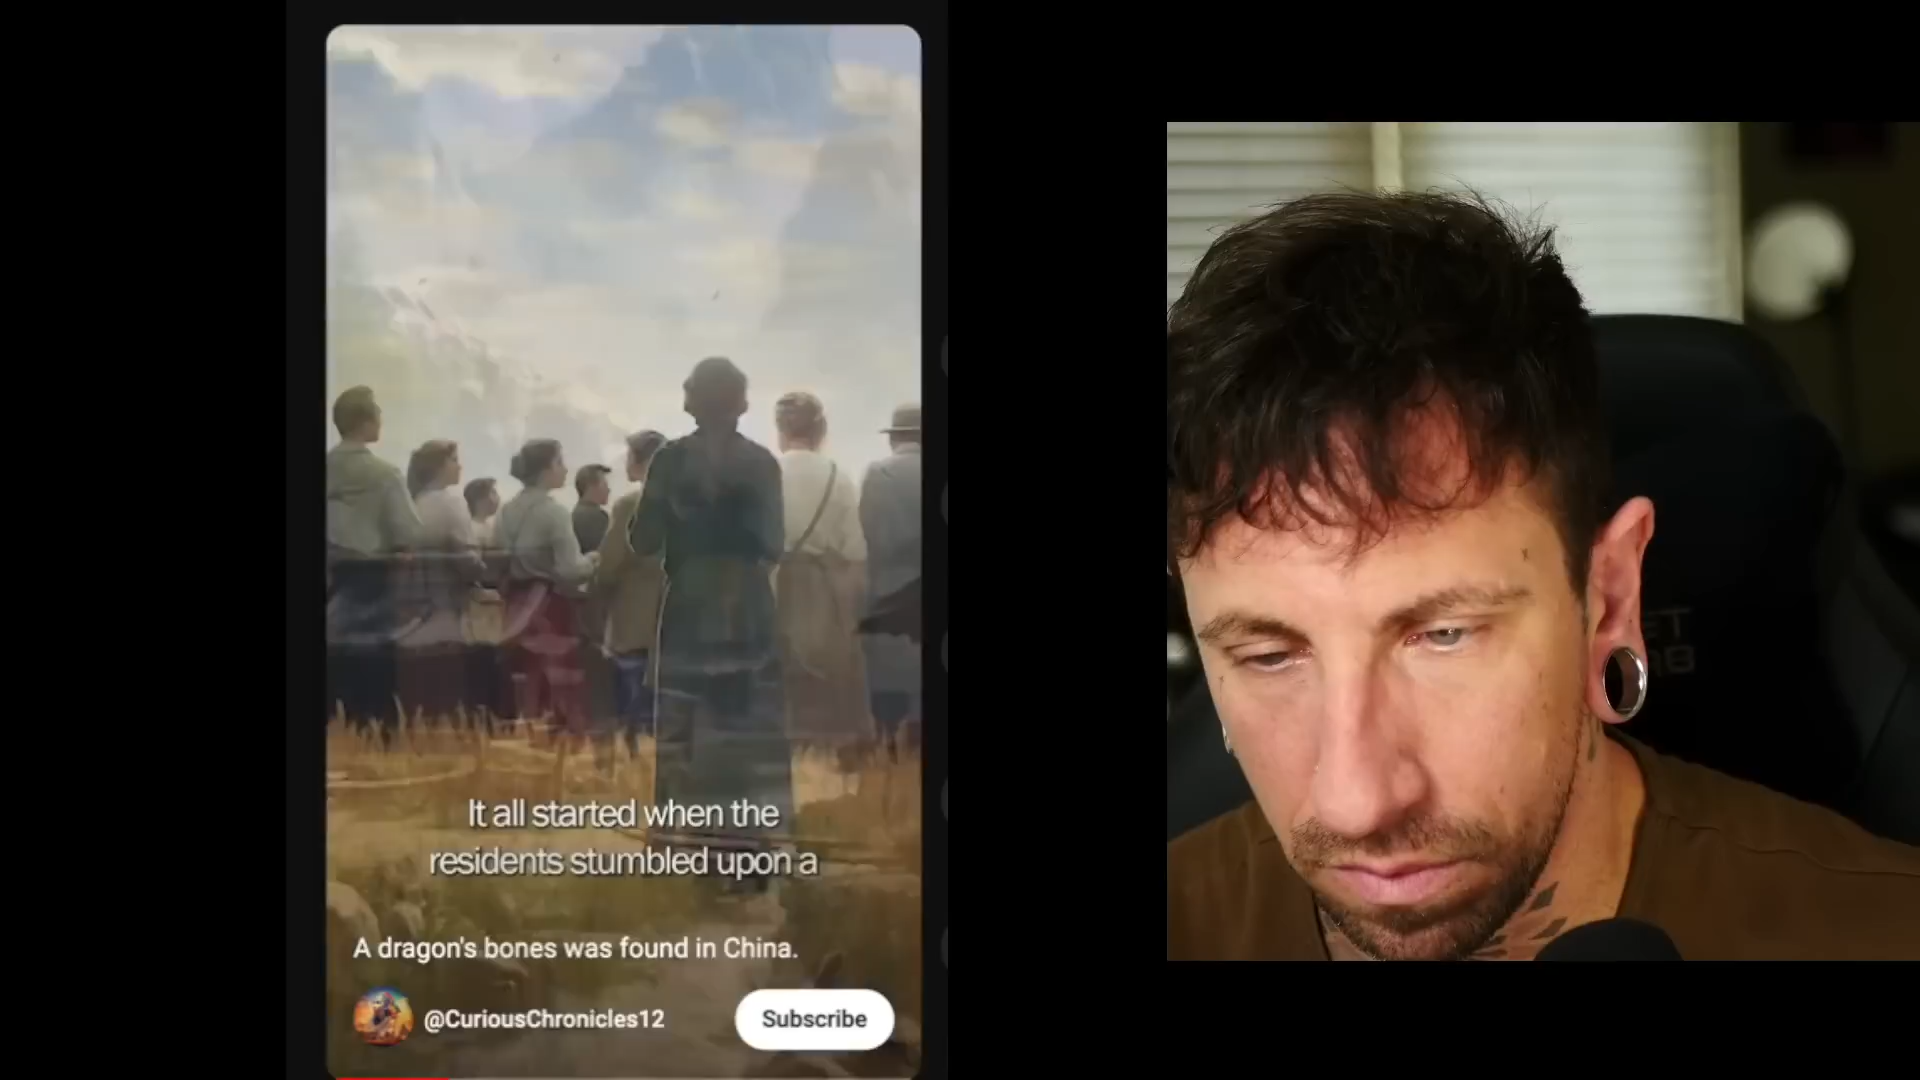 It all started when the
residents stumbled upon a
A dragon's bones was found in China.
@CuriousChronicles12
Subscribe